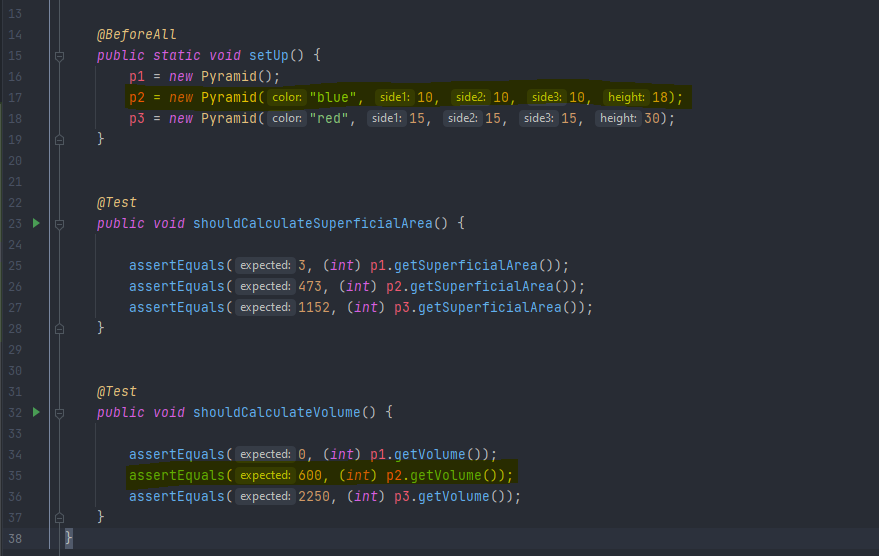 13
14 @BeforeAll
15 public static void setUp() {
16 p1 = new Pyramid();
17 p2 = new Pyramid( color: "blue", side1: 10, side2: 10, side3: 10, height: 18);
18 p3 = new Pyramid( color: "red", side1: 15, side2: 15, side3: 15, height: 30);
19 }
20
21
22 @Test
23 public void shouldCalculateSuperficialArea() {
24
25 assertEquals( expected: 3, (int) p1.getSuperficialArea());
26 assertEquals( expected: 473, (int) p2.getSuperficialArea());
27 assertEquals( expected: 1152, (int) p3.getSuperficialArea());
28 }
29
30
31 @Test
32 public void shouldCalculateVolume() {
33
34 assertEquals( expected: 0, (int) p1.getVolume());
35 assertEquals( expected: 600, (int) p2.getVolume());
36 assertEquals( expected: 2250, (int) p3.getVolume());
37 }
38 }